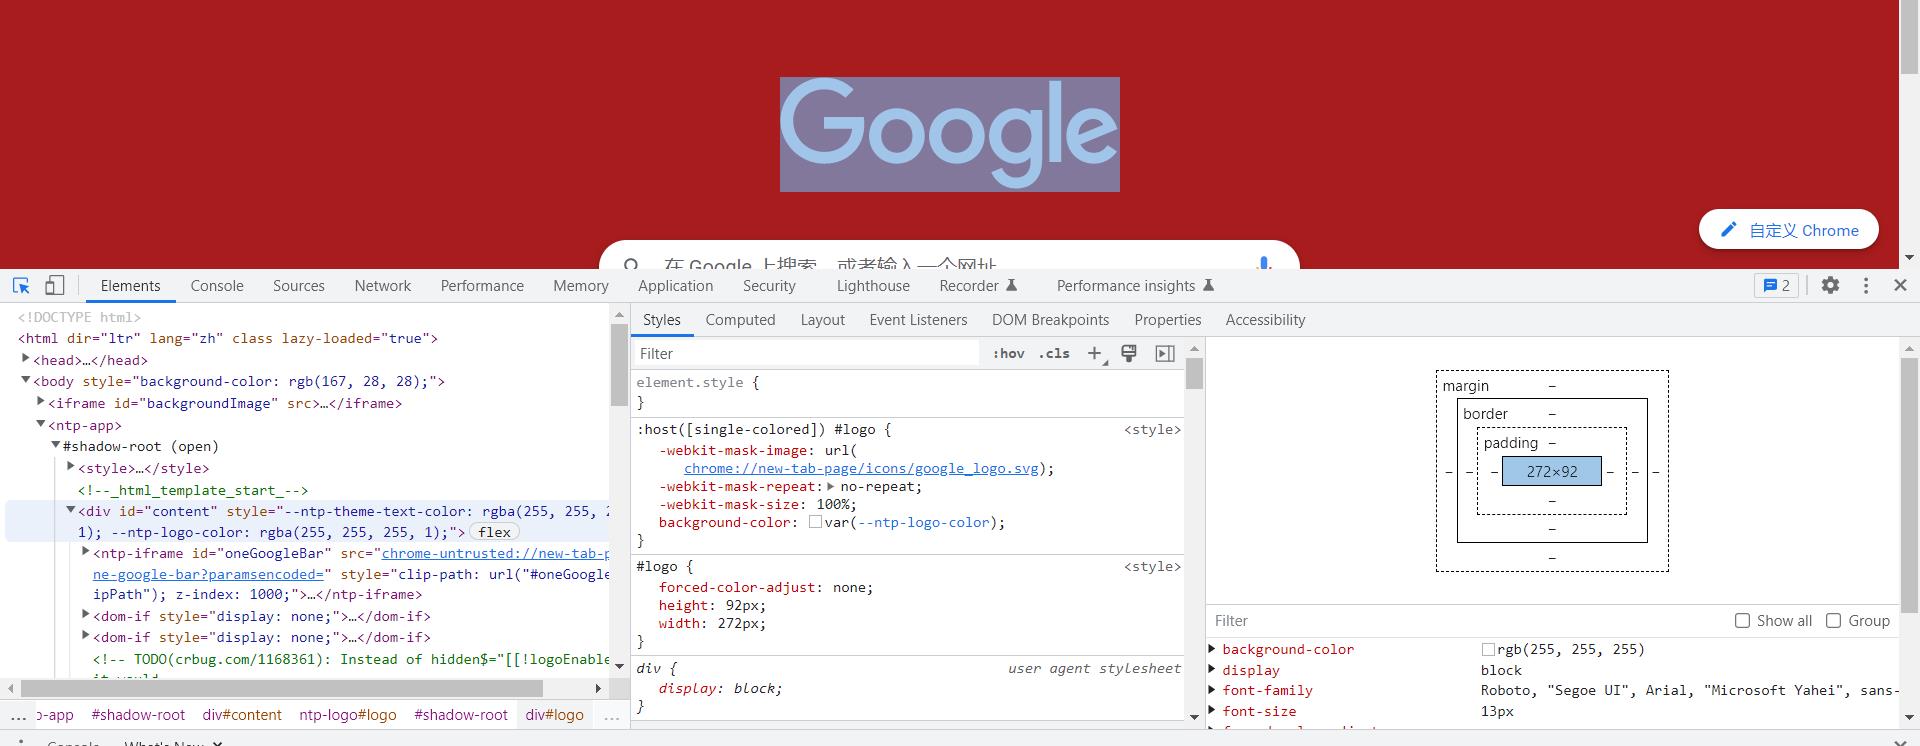 Google
自定义 Chrome
在 Google 上搜索，或者输入一个网址
Elements Console Sources Network Performance Memory Application Security Lighthouse Recorder Performance insights 2
<!DOCTYPE html>
<html dir="ltr" lang="zh" class lazy-loaded="true">
<head>…</head>
<body style="background-color: rgb(167, 28, 28);">
<iframe id="backgroundImage" src>…</iframe>
<ntp-app>
#shadow-root (open)
<style>…</style>
<!--_html_template_start_-->
<div id="content" style="--ntp-theme-text-color: rgba(255, 255, 2
1); --ntp-logo-color: rgba(255, 255, 255, 1);"> flex
<ntp-iframe id="oneGoogleBar" src="chrome-untrusted://new-tab-p
ne-google-bar?paramsencoded=" style="clip-path: url("#oneGoogle
ipPath"); z-index: 1000;">…</ntp-iframe>
<dom-if style="display: none;">…</dom-if>
<dom-if style="display: none;">…</dom-if>
<!-- TODO(crbug.com/1168361): Instead of hidden$="[[!logoEnable
it would
… p-app #shadow-root div#content ntp-logo#logo #shadow-root div#logo …
Styles Computed Layout Event Listeners DOM Breakpoints Properties Accessibility
Filter :hov .cls +
element.style {
}
:host([single-colored]) #logo { <style>
-webkit-mask-image: url(
chrome://new-tab-page/icons/google_logo.svg);
-webkit-mask-repeat: no-repeat;
-webkit-mask-size: 100%;
background-color: var(--ntp-logo-color);
}
#logo { <style>
forced-color-adjust: none;
height: 92px;
width: 272px;
}
div { user agent stylesheet
display: block;
}
margin –
border –
padding –
– – – 272×92 – – –
–
–
–
Filter Show all Group
background-color rgb(255, 255, 255)
display block
font-family Roboto, "Segoe UI", Arial, "Microsoft Yahei", sans-
font-size 13px
Console What's New